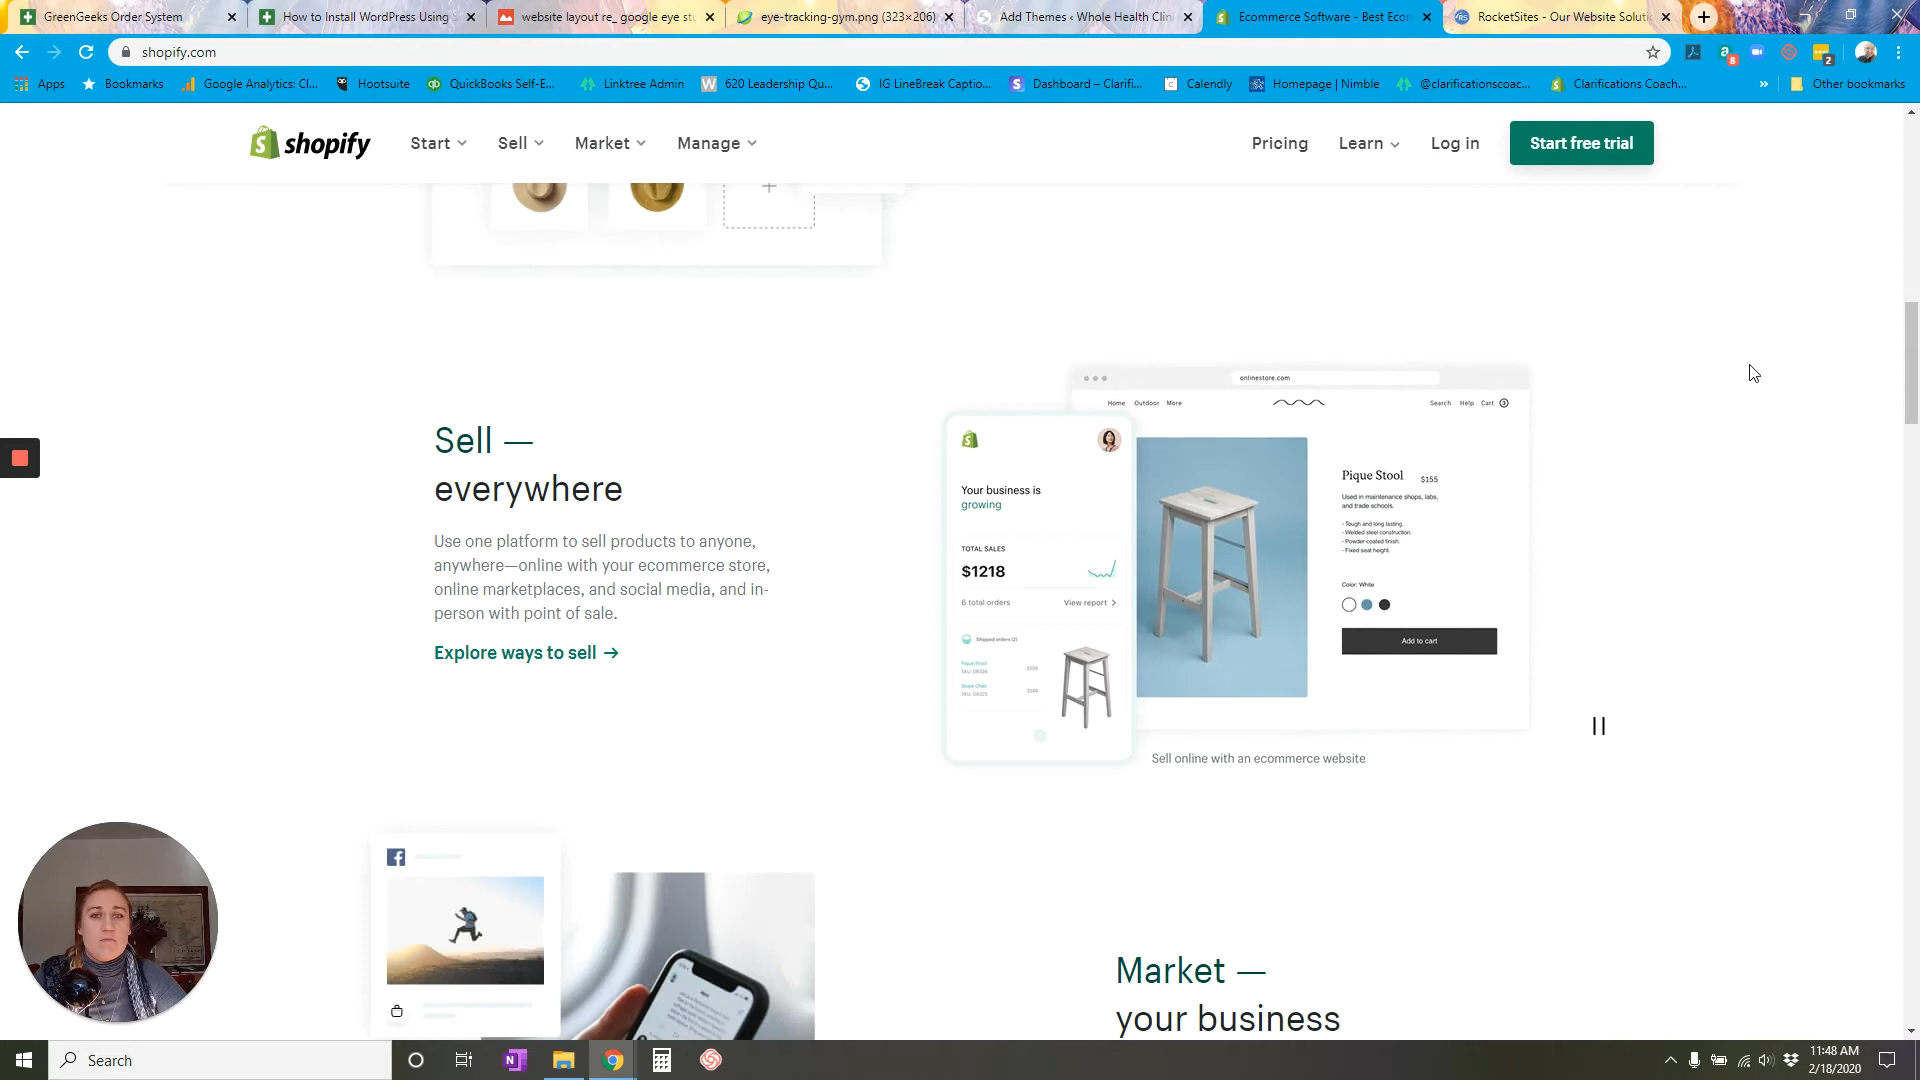 GreenGeeks Order System
How to Install WordPress Using S
website layout re_ google eye stu
eye-tracking-gym.png (323×206)
Add Themes ‹ Whole Health Clini
Ecommerce Software - Best Ecom
RocketSites - Our Website Soluti
shopify.com
8
2
Apps
Bookmarks
Google Analytics: Cl...
Hootsuite
QuickBooks Self-E...
Linktree Admin
620 Leadership Qu...
IG LineBreak Captio...
Dashboard – Clarifi...
Calendly
Homepage | Nimble
@clarificationscoac...
Clarifications Coach...
»
Other bookmarks
shopify
Start
Sell
Market
Manage
Pricing
Learn
Log in
Start free trial
Sell —
everywhere
Use one platform to sell products to anyone,
anywhere—online with your ecommerce store,
online marketplaces, and social media, and in-
person with point of sale.
Explore ways to sell →
onlinestore.com
Home Outdoor More
Search Help Cart 3
Your business is
growing
TOTAL SALES
$1218
6 total orders
View report >
Shipped orders (2)
Pique Stool
Slope Chair
$149
Pique Stool $155
Used in maintenance shops, labs,
and trade schools.
- Tough and long lasting.
- Welded steel construction.
- Powder-coated finish.
- Fixed seat height.
Color: White
Add to cart
Sell online with an ecommerce website
Market —
your business
Search
11:48 AM
2/18/2020